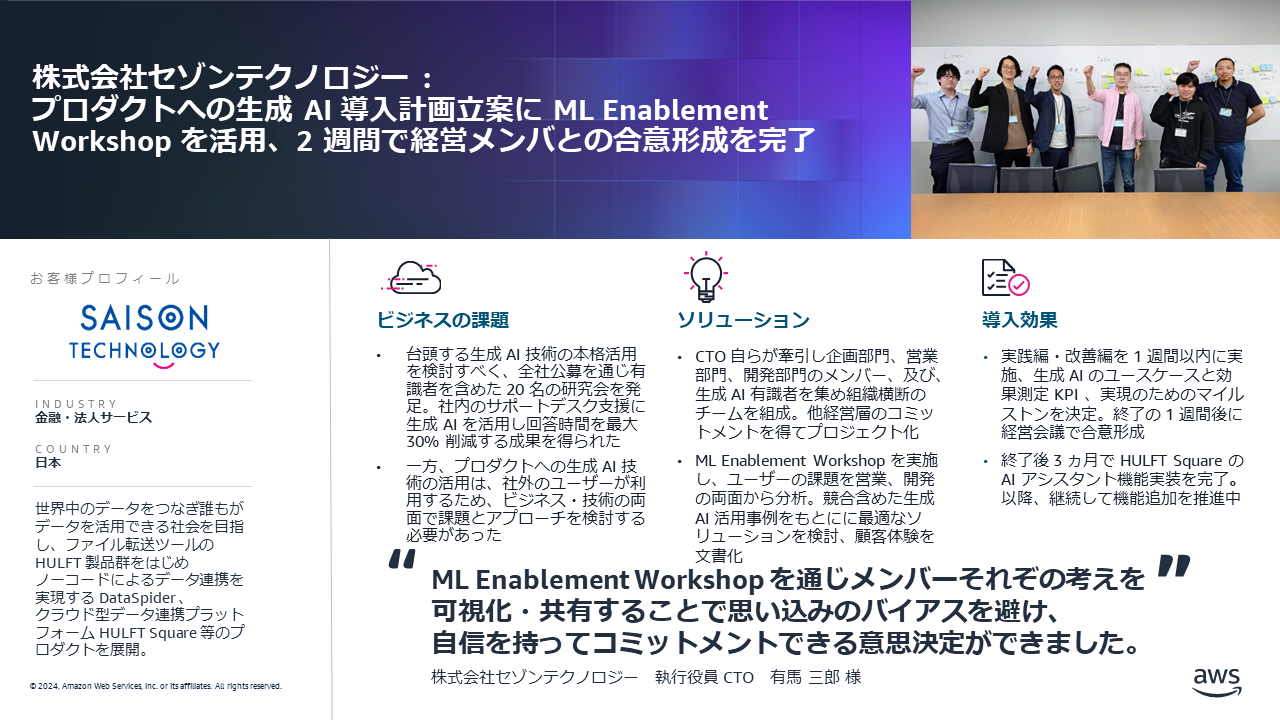 株式会社セゾンテクノロジー：
プロダクトへの生成 AI 導入計画立案に ML Enablement
Workshop を活用、2 週間で経営メンバとの合意形成を完了
お客様プロフィール
SAISON
TECHNOLOGY
INDUSTRY
金融・法人サービス
COUNTRY
日本
世界中のデータをつなぎ誰もが
データを活用できる社会を目指
し、ファイル転送ツールの
HULFT 製品群をはじめ
ノーコードによるデータ連携を
実現する DataSpider、
クラウド型データ連携プラット
フォーム HULFT Square 等のプ
ロダクトを展開。
© 2024, Amazon Web Services, Inc. or its affiliates. All rights reserved.
ビジネスの課題
• 台頭する生成 AI 技術の本格活用
を検討すべく、全社公募を通じ有
識者を含めた 20 名の研究会を発
足。社内のサポートデスク支援に
生成 AI を活用し回答時間を最大
30% 削減する成果を得られた
• 一方、プロダクトへの生成 AI 技
術の活用は、社外のユーザーが利
用するため、ビジネス・技術の両
面で課題とアプローチを検討する
必要があった
ソリューション
• CTO 自らが牽引し企画部門、営業
部門、開発部門のメンバー、及び、
生成 AI 有識者を集め組織横断の
チームを組成。他経営層のコミッ
トメントを得てプロジェクト化
• ML Enablement Workshop を実施
し、ユーザーの課題を営業、開発
の両面から分析。競合含めた生成
AI 活用事例をもとにに最適なソ
リューションを検討、顧客体験を
文書化
導入効果
• 実践編・改善編を 1 週間以内に実
施、生成 AI のユースケースと効
果測定 KPI 、実現のためのマイル
ストンを決定。終了の 1 週間後に
経営会議で合意形成
• 終了後 3 ヵ月で HULFT Square の
AI アシスタント機能実装を完了。
以降、継続して機能追加を推進中
“ML Enablement Workshop を通じメンバーそれぞの考えを”
可視化・共有することで思い込みのバイアスを避け、
自信を持ってコミットメントできる意思決定ができました。
株式会社セゾンテクノロジー　執行役員 CTO　有馬 三郎 様
aws